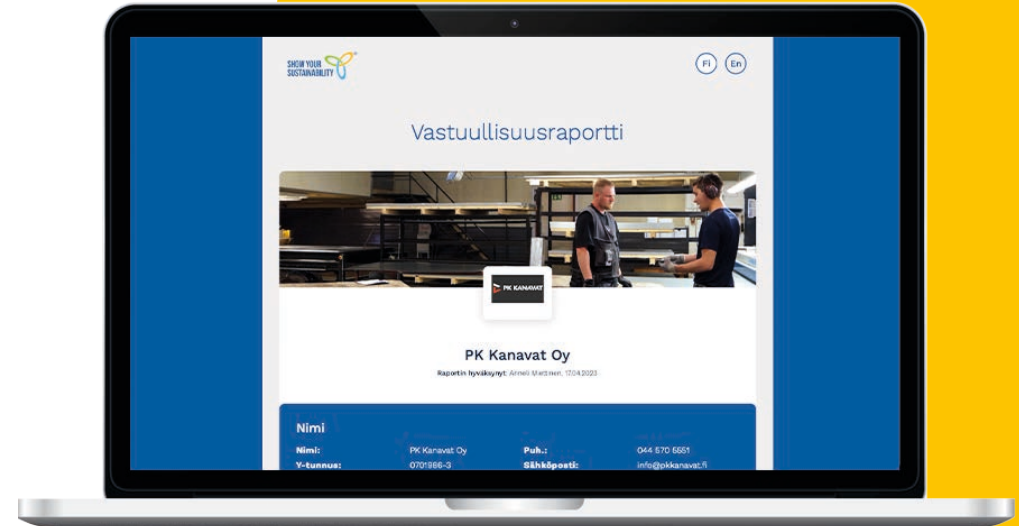 SHOW YOUR
SUSTAINABILITY
Fi En
Vastuullisuusraportti
PK KANAVAT
PK Kanavat Oy
Raportin hyväksynyt: Anneli Marttinen, 17.04.2023
Nimi
Nimi: PK Kanavat Oy Puh.: 044 570 5551
Y-tunnus: 0701986-3 Sähköposti: info@pkkanavat.fi